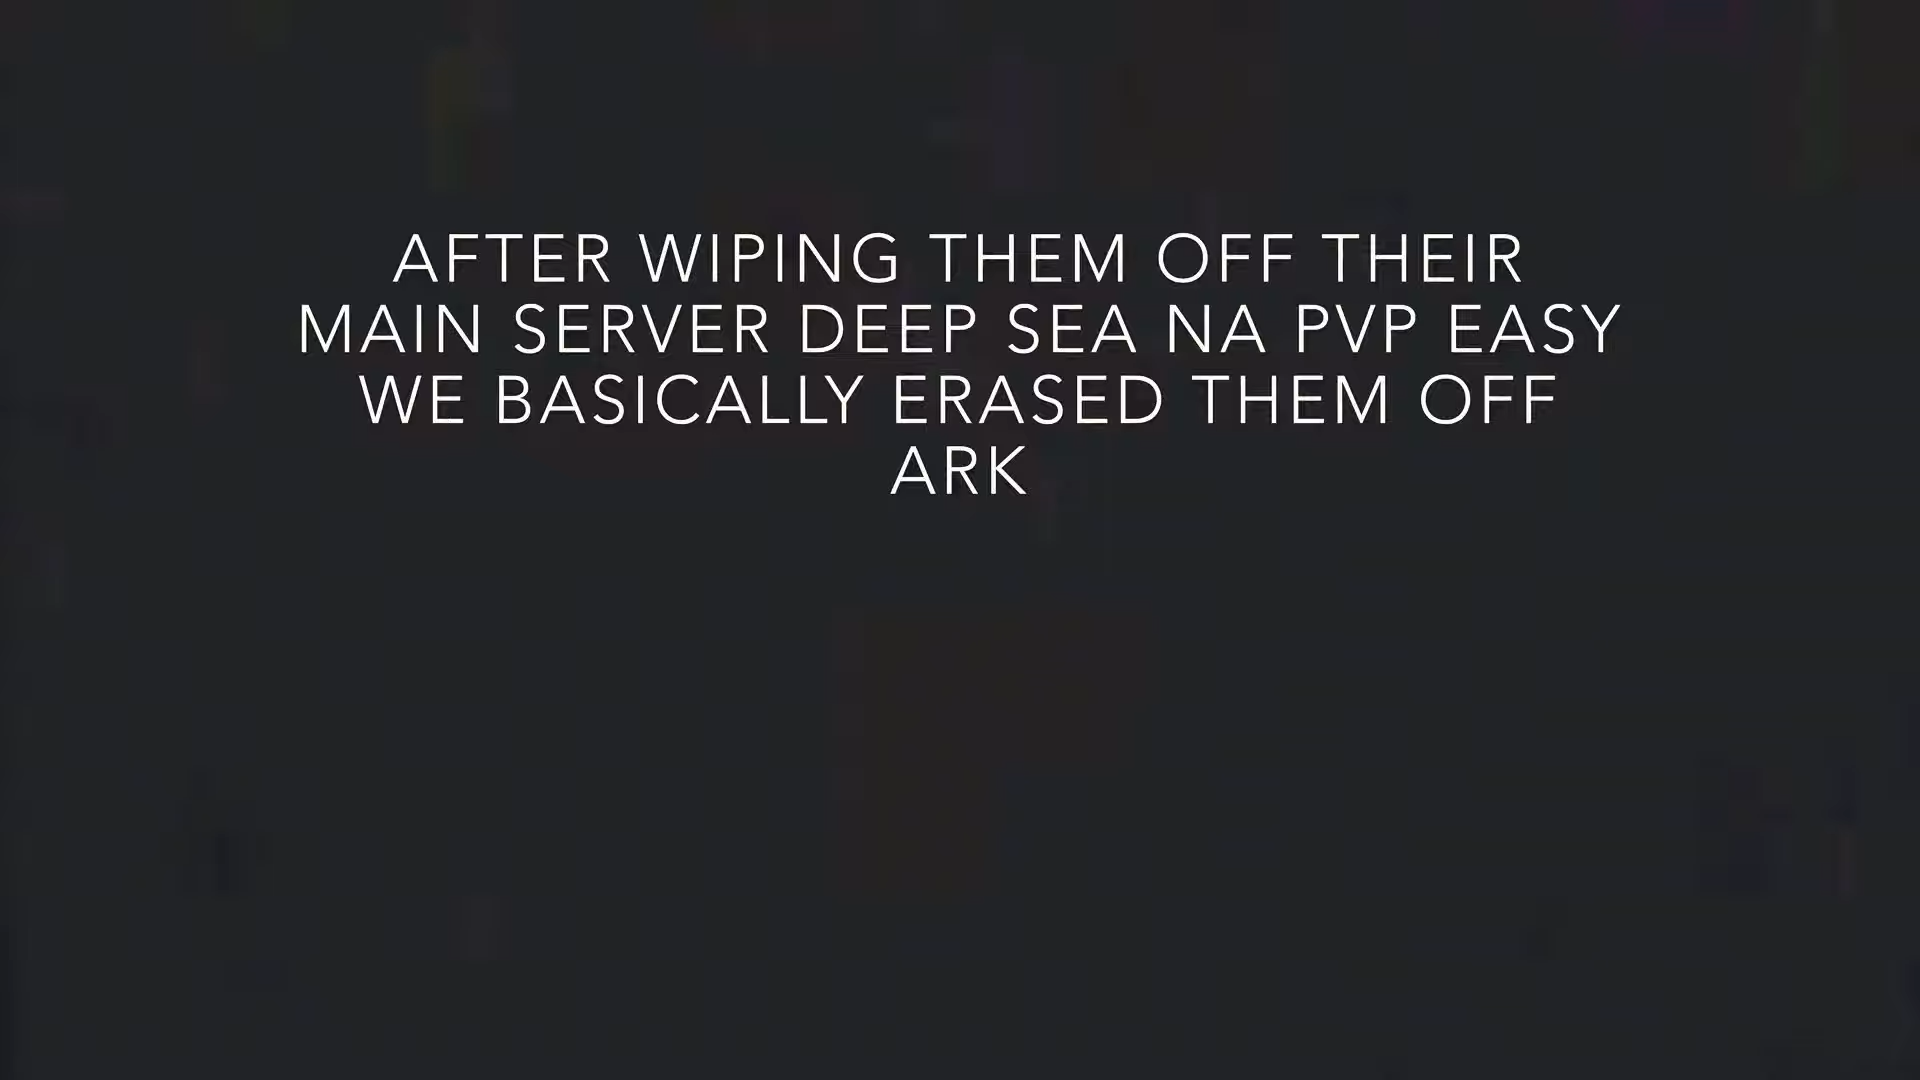 AFTER WIPING THEM OFF THEIR
MAIN SERVER DEEP SEA NA PVP EASY
WE BASICALLY ERASED THEM OFF
ARK